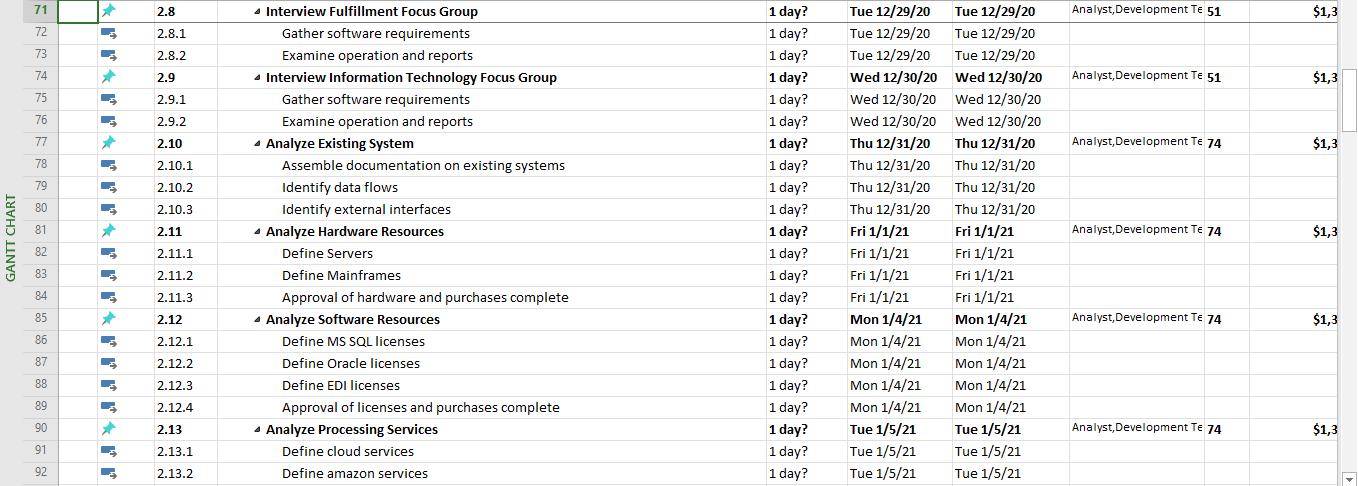 GANTT CHART
71 2.8 Interview Fulfillment Focus Group 1 day? Tue 12/29/20 Tue 12/29/20 Analyst,Development Te 51 $1,3
72 2.8.1 Gather software requirements 1 day? Tue 12/29/20 Tue 12/29/20
73 2.8.2 Examine operation and reports 1 day? Tue 12/29/20 Tue 12/29/20
74 2.9 Interview Information Technology Focus Group 1 day? Wed 12/30/20 Wed 12/30/20 Analyst,Development Te 51 $1,3
75 2.9.1 Gather software requirements 1 day? Wed 12/30/20 Wed 12/30/20
76 2.9.2 Examine operation and reports 1 day? Wed 12/30/20 Wed 12/30/20
77 2.10 Analyze Existing System 1 day? Thu 12/31/20 Thu 12/31/20 Analyst,Development Te 74 $1,3
78 2.10.1 Assemble documentation on existing systems 1 day? Thu 12/31/20 Thu 12/31/20
79 2.10.2 Identify data flows 1 day? Thu 12/31/20 Thu 12/31/20
80 2.10.3 Identify external interfaces 1 day? Thu 12/31/20 Thu 12/31/20
81 2.11 Analyze Hardware Resources 1 day? Fri 1/1/21 Fri 1/1/21 Analyst,Development Te 74 $1,3
82 2.11.1 Define Servers 1 day? Fri 1/1/21 Fri 1/1/21
83 2.11.2 Define Mainframes 1 day? Fri 1/1/21 Fri 1/1/21
84 2.11.3 Approval of hardware and purchases complete 1 day? Fri 1/1/21 Fri 1/1/21
85 2.12 Analyze Software Resources 1 day? Mon 1/4/21 Mon 1/4/21 Analyst,Development Te 74 $1,3
86 2.12.1 Define MS SQL licenses 1 day? Mon 1/4/21 Mon 1/4/21
87 2.12.2 Define Oracle licenses 1 day? Mon 1/4/21 Mon 1/4/21
88 2.12.3 Define EDI licenses 1 day? Mon 1/4/21 Mon 1/4/21
89 2.12.4 Approval of licenses and purchases complete 1 day? Mon 1/4/21 Mon 1/4/21
90 2.13 Analyze Processing Services 1 day? Tue 1/5/21 Tue 1/5/21 Analyst,Development Te 74 $1,3
91 2.13.1 Define cloud services 1 day? Tue 1/5/21 Tue 1/5/21
92 2.13.2 Define amazon services 1 day? Tue 1/5/21 Tue 1/5/21